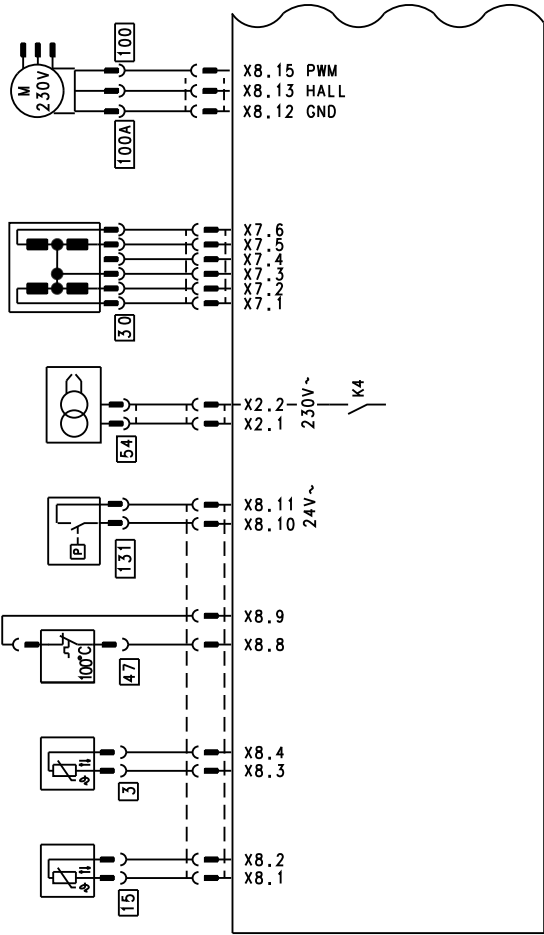 100
M 230V
X8.15 PWM
X8.13 HALL
X8.12 GND
100A
X7.6
X7.5
X7.4
X7.3
X7.2
X7.1
30
X2.2 230V~ K4
X2.1
54
X8.11 24V~
X8.10
P
131
X8.9
X8.8
100°C
47
X8.4
X8.3
3
X8.2
X8.1
15